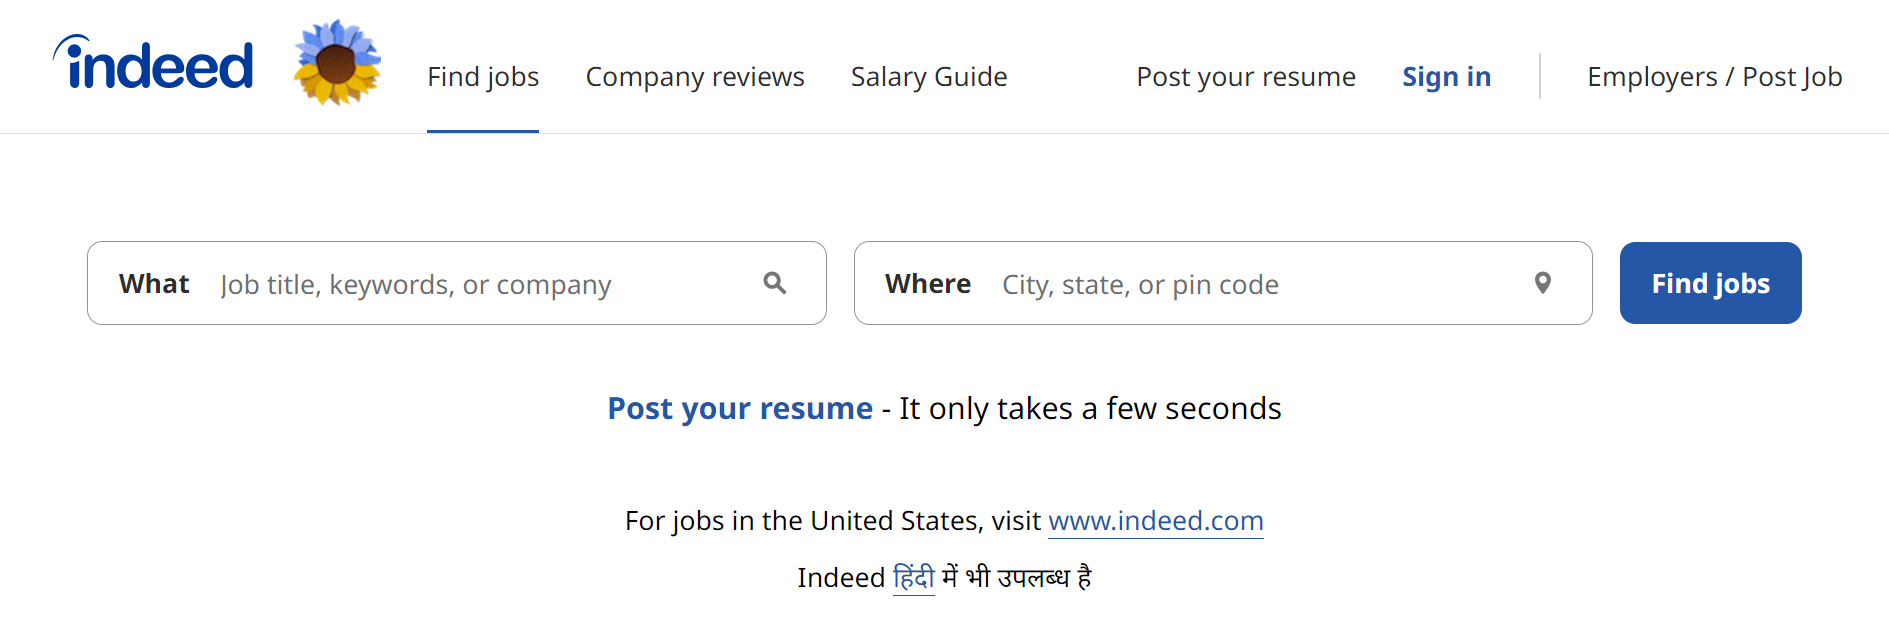 indeed
Find jobs Company reviews Salary Guide Post your resume Sign in Employers / Post Job
What Job title, keywords, or company Where City, state, or pin code Find jobs
Post your resume - It only takes a few seconds
For jobs in the United States, visit www.indeed.com
Indeed हिंदी में भी उपलब्ध है